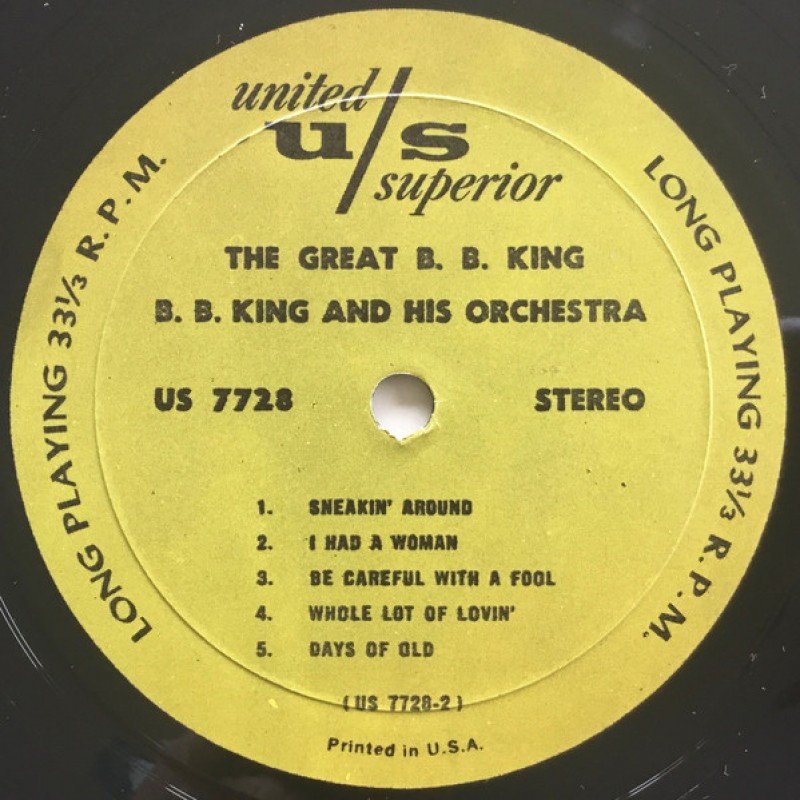 united
u/s
superior
THE GREAT B. B. KING
B. B. KING AND HIS ORCHESTRA
US 7728
STEREO
1. SNEAKIN' AROUND
2. I HAD A WOMAN
3. BE CAREFUL WITH A FOOL
4. WHOLE LOT OF LOVIN'
5. DAYS OF OLD
( US 7728-2 )
Printed in U.S.A.
LONG PLAYING 33⅓ R.P.M.
LONG PLAYING 33⅓ R.P.M.